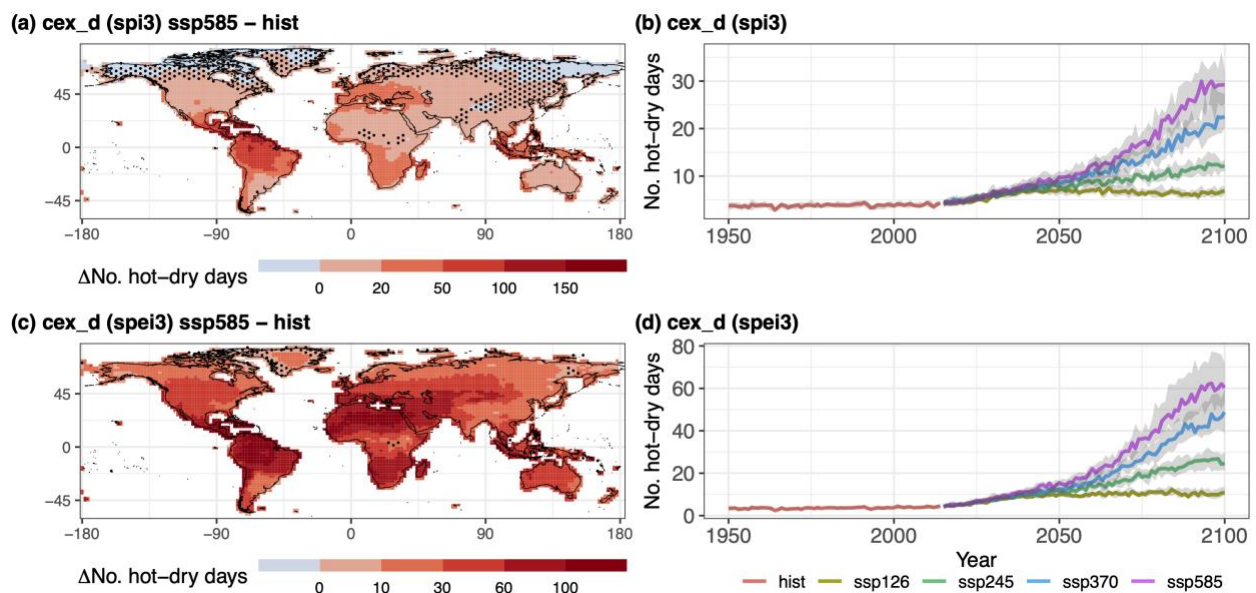 (a) cex_d (spi3) ssp585 − hist
45
0
−45
−180 −90 0 90 180
ΔNo. hot−dry days
0 20 50 100 150
(b) cex_d (spi3)
No. hot−dry days
30
20
10
1950 2000 2050 2100
(c) cex_d (spei3) ssp585 − hist
45
0
−45
−180 −90 0 90 180
ΔNo. hot−dry days
0 10 30 60 100
(d) cex_d (spei3)
No. hot−dry days
80
60
40
20
0
1950 2000 2050 2100
Year
hist ssp126 ssp245 ssp370 ssp585